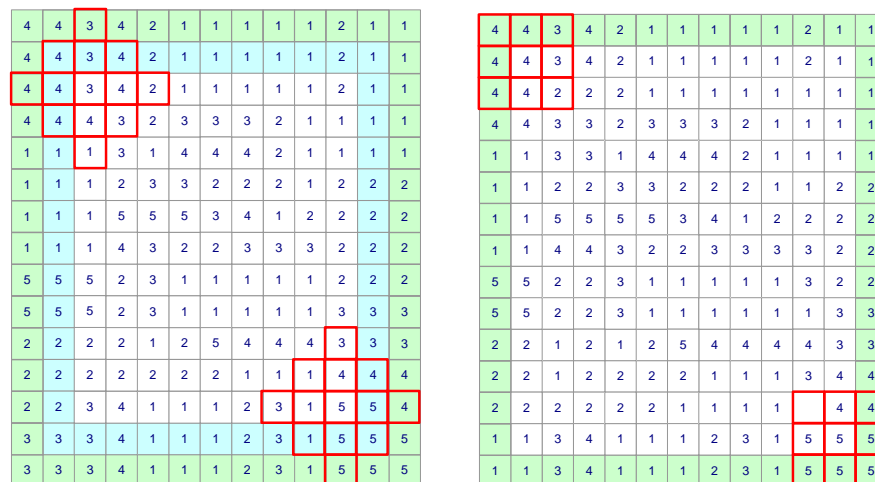 4 4 3 4 2 1 1 1 1 1 2 1 1
4 4 3 4 2 1 1 1 1 1 2 1 1
4 4 3 4 2 1 1 1 1 1 2 1 1
4 4 4 3 2 3 3 3 2 1 1 1 1
1 1 1 3 1 4 4 4 2 1 1 1 1
1 1 1 2 3 3 2 2 2 1 2 2 2
1 1 1 5 5 5 3 4 1 2 2 2 2
1 1 1 4 3 2 2 3 3 3 2 2 2
5 5 5 2 3 1 1 1 1 1 2 2 2
5 5 5 2 3 1 1 1 1 1 3 3 3
2 2 2 2 1 2 5 4 4 4 3 3 3
2 2 2 2 2 2 2 1 1 1 4 4 4
2 2 3 4 1 1 1 2 3 1 5 5 4
3 3 3 4 1 1 1 2 3 1 5 5 5
3 3 3 4 1 1 1 2 3 1 5 5 5
4 4 3 4 2 1 1 1 1 1 2 1 1
4 4 3 4 2 1 1 1 1 1 2 1 1
4 4 2 2 2 1 1 1 1 1 1 1 1
4 4 3 3 2 3 3 3 2 1 1 1 1
1 1 3 3 1 4 4 4 2 1 1 1 1
1 1 2 2 3 3 2 2 2 1 1 2 2
1 1 5 5 5 5 3 4 1 2 2 2 2
1 1 4 4 3 2 2 3 3 3 3 2 2
5 5 2 2 3 1 1 1 1 1 3 2 2
5 5 2 2 3 1 1 1 1 1 1 3 3
2 2 1 2 1 2 5 4 4 4 4 3 3
2 2 1 2 2 2 2 1 1 1 3 4 4
2 2 2 2 2 2 1 1 1 1 4 4
1 1 3 4 1 1 1 2 3 1 5 5 5
1 1 3 4 1 1 1 2 3 1 5 5 5